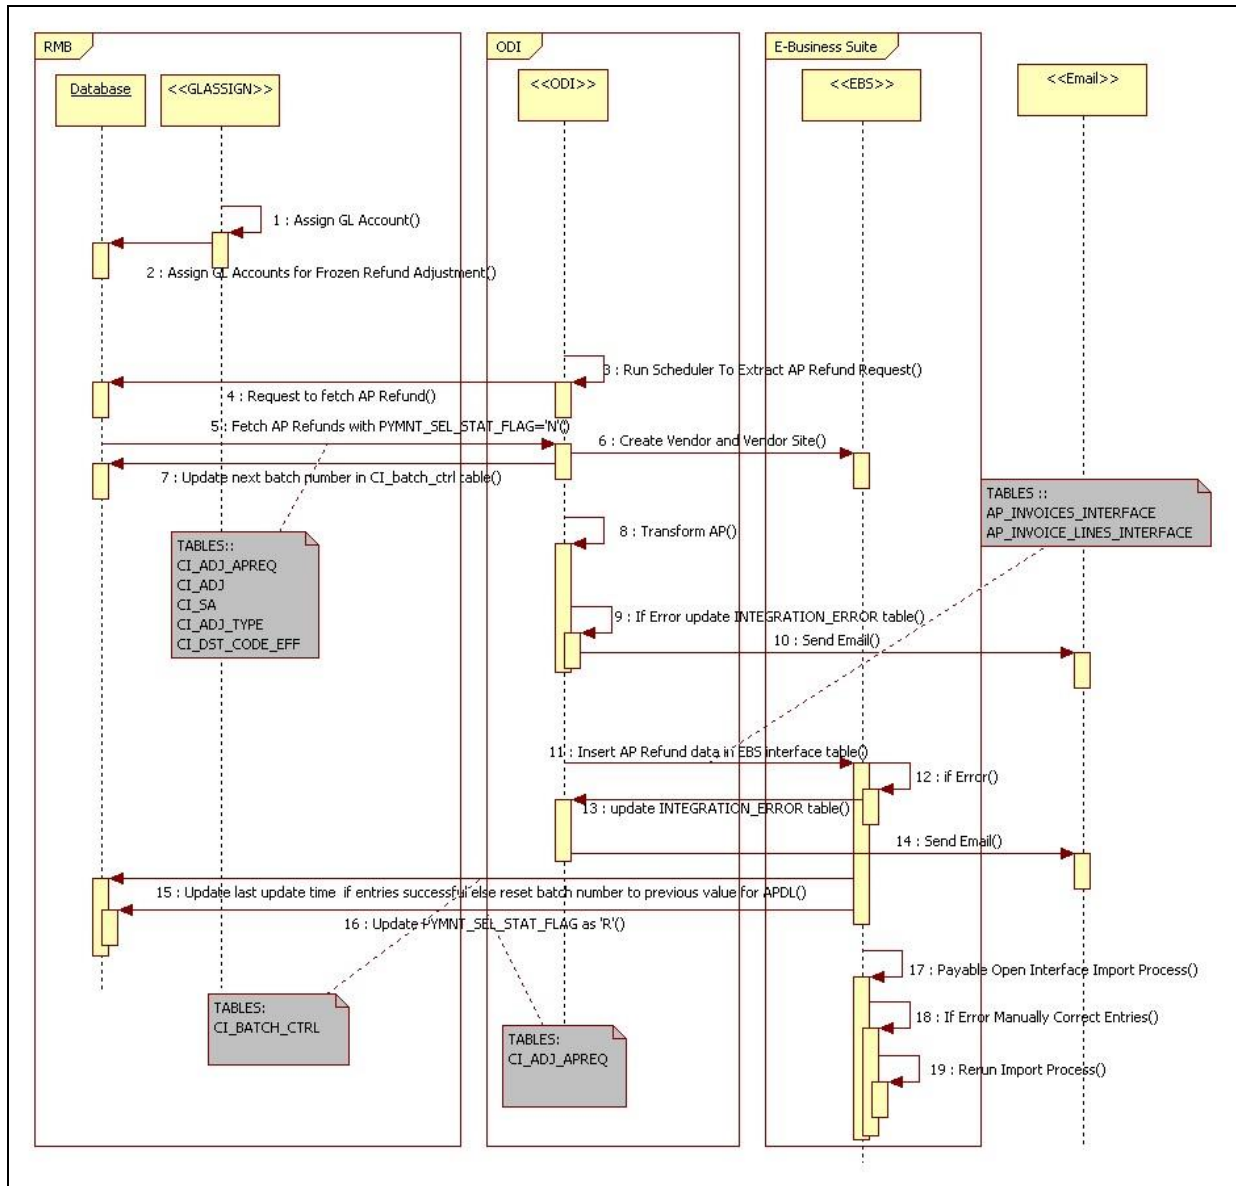 RMB
ODI
E-Business Suite
Database
<<GLASSIGN>>
<<ODI>>
<<EBS>>
<<Email>>
1 : Assign GL Account()
2 : Assign GL Accounts for Frozen Refund Adjustment()
3 : Run Scheduler To Extract AP Refund Request()
4 : Request to fetch AP Refund()
5 : Fetch AP Refunds with PYMNT_SEL_STAT_FLAG='N'()
6 : Create Vendor and Vendor Site()
7 : Update next batch number in CI_batch_ctrl table()
TABLES ::
AP_INVOICES_INTERFACE
AP_INVOICE_LINES_INTERFACE
8 : Transform AP()
TABLES::
CI_ADJ_APREQ
CI_ADJ
CI_SA
CI_ADJ_TYPE
CI_DST_CODE_EFF
9 : If Error update INTEGRATION_ERROR table()
10 : Send Email()
11 : Insert AP Refund data in EBS interface table()
12 : if Error()
13 : update INTEGRATION_ERROR table()
14 : Send Email()
15 : Update last update time if entries successful else reset batch number to previous value for APDL()
16 : Update PYMNT_SEL_STAT_FLAG as 'R'()
17 : Payable Open Interface Import Process()
TABLES:
CI_BATCH_CTRL
18 : If Error Manually Correct Entries()
TABLES:
CI_ADJ_APREQ
19 : Rerun Import Process()